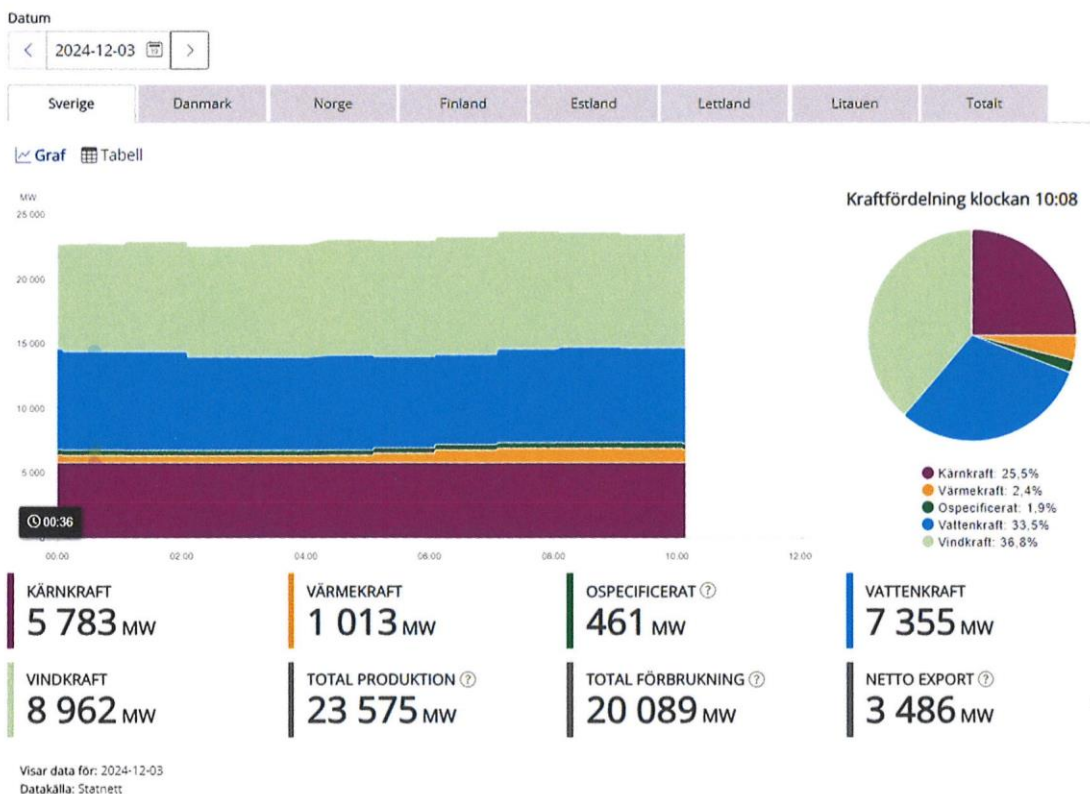 Datum
2024-12-03
Sverige Danmark Norge Finland Estland Lettland Litauen Totalt
Graf Tabell
MW
25 000
20 000
15 000
10 000
5 000
00:36
00:00 02:00 04:00 06:00 08:00 10:00 12:00
Kraftfördelning klockan 10:08
Kärnkraft: 25,5%
Värmekraft: 2,4%
Ospecificerat: 1,9%
Vattenkraft: 33,5%
Vindkraft: 36,8%
KÄRNKRAFT
5 783 MW
VÄRMEKRAFT
1 013 MW
OSPECIFICERAT ?
461 MW
VATTENKRAFT
7 355 MW
VINDKRAFT
8 962 MW
TOTAL PRODUKTION ?
23 575 MW
TOTAL FÖRBRUKNING ?
20 089 MW
NETTO EXPORT ?
3 486 MW
Visar data för: 2024-12-03
Datakälla: Statnett